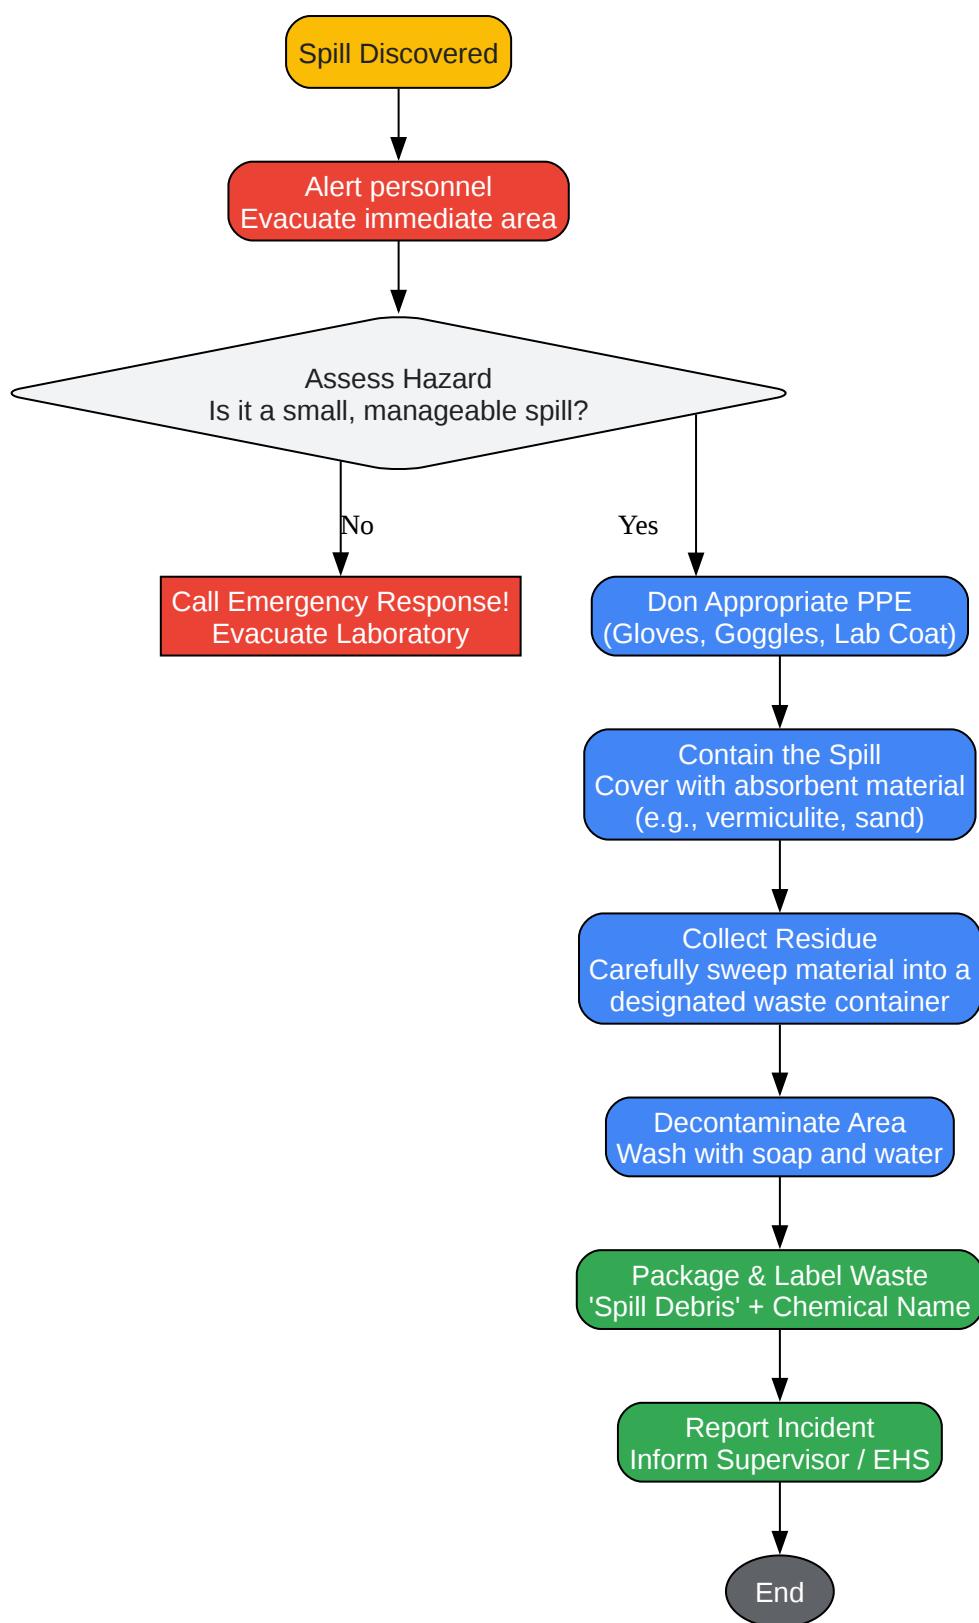 Spill Discovered
Alert personnel
Evacuate immediate area
Assess Hazard
Is it a small, manageable spill?
No
Yes
Call Emergency Response!
Evacuate Laboratory
Don Appropriate PPE
(Gloves, Goggles, Lab Coat)
Contain the Spill
Cover with absorbent material
(e.g., vermiculite, sand)
Collect Residue
Carefully sweep material into a
designated waste container
Decontaminate Area
Wash with soap and water
Package & Label Waste
'Spill Debris' + Chemical Name
Report Incident
Inform Supervisor / EHS
End